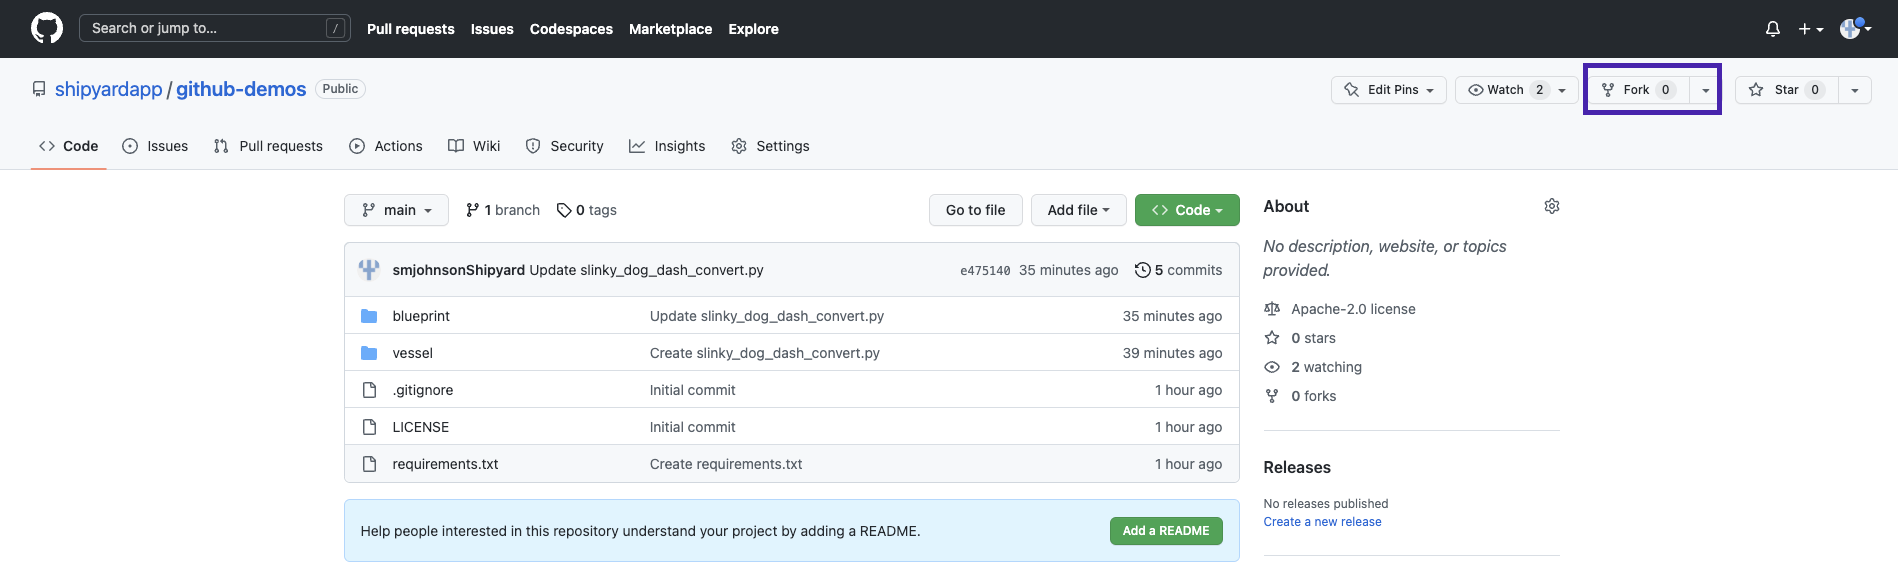 Search or jump to... / Pull requests Issues Codespaces Marketplace Explore
shipyardapp / github-demos Public Edit Pins Watch 2 Fork 0 Star 0
Code Issues Pull requests Actions Wiki Security Insights Settings
main 1 branch 0 tags Go to file Add file Code
smjohnsonShipyard Update slinky_dog_dash_convert.py e475140 35 minutes ago 5 commits
blueprint Update slinky_dog_dash_convert.py 35 minutes ago
vessel Create slinky_dog_dash_convert.py 39 minutes ago
.gitignore Initial commit 1 hour ago
LICENSE Initial commit 1 hour ago
requirements.txt Create requirements.txt 1 hour ago
Help people interested in this repository understand your project by adding a README. Add a README
About
No description, website, or topics
provided.
Apache-2.0 license
0 stars
2 watching
0 forks
Releases
No releases published
Create a new release